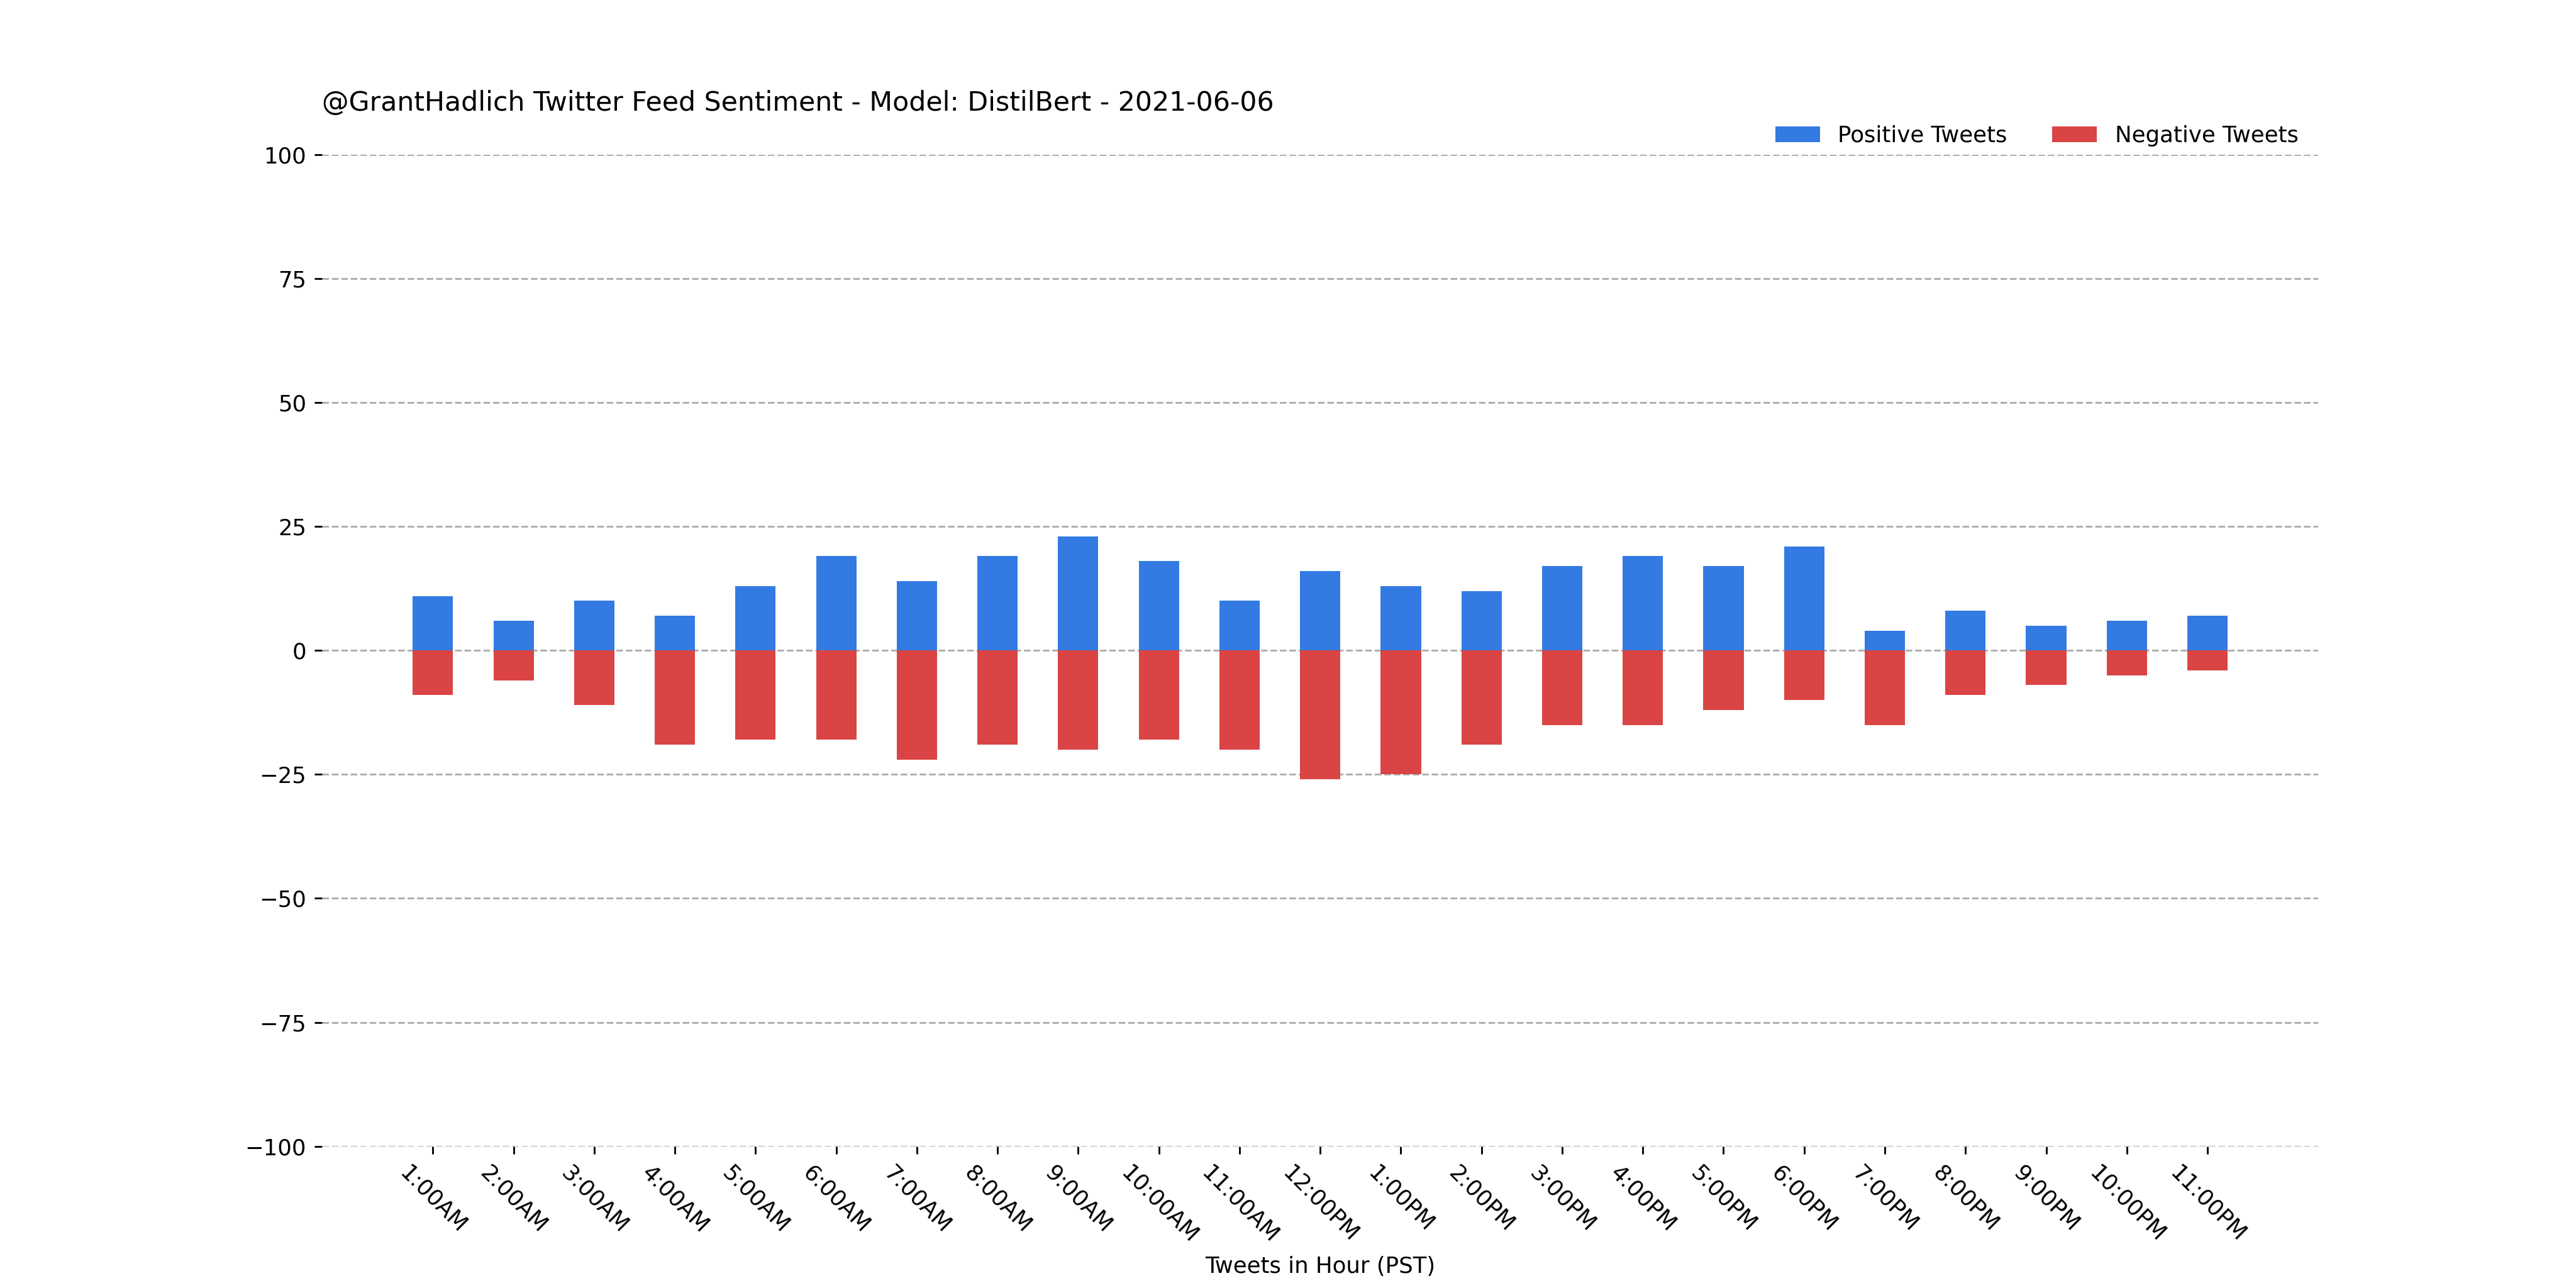 @GrantHadlich Twitter Feed Sentiment - Model: DistilBert - 2021-06-06
Positive Tweets
Negative Tweets
100
75
50
25
0
−25
−50
−75
−100
1:00AM
2:00AM
3:00AM
4:00AM
5:00AM
6:00AM
7:00AM
8:00AM
9:00AM
10:00AM
11:00AM
12:00PM
1:00PM
2:00PM
3:00PM
4:00PM
5:00PM
6:00PM
7:00PM
8:00PM
9:00PM
10:00PM
11:00PM
Tweets in Hour (PST)